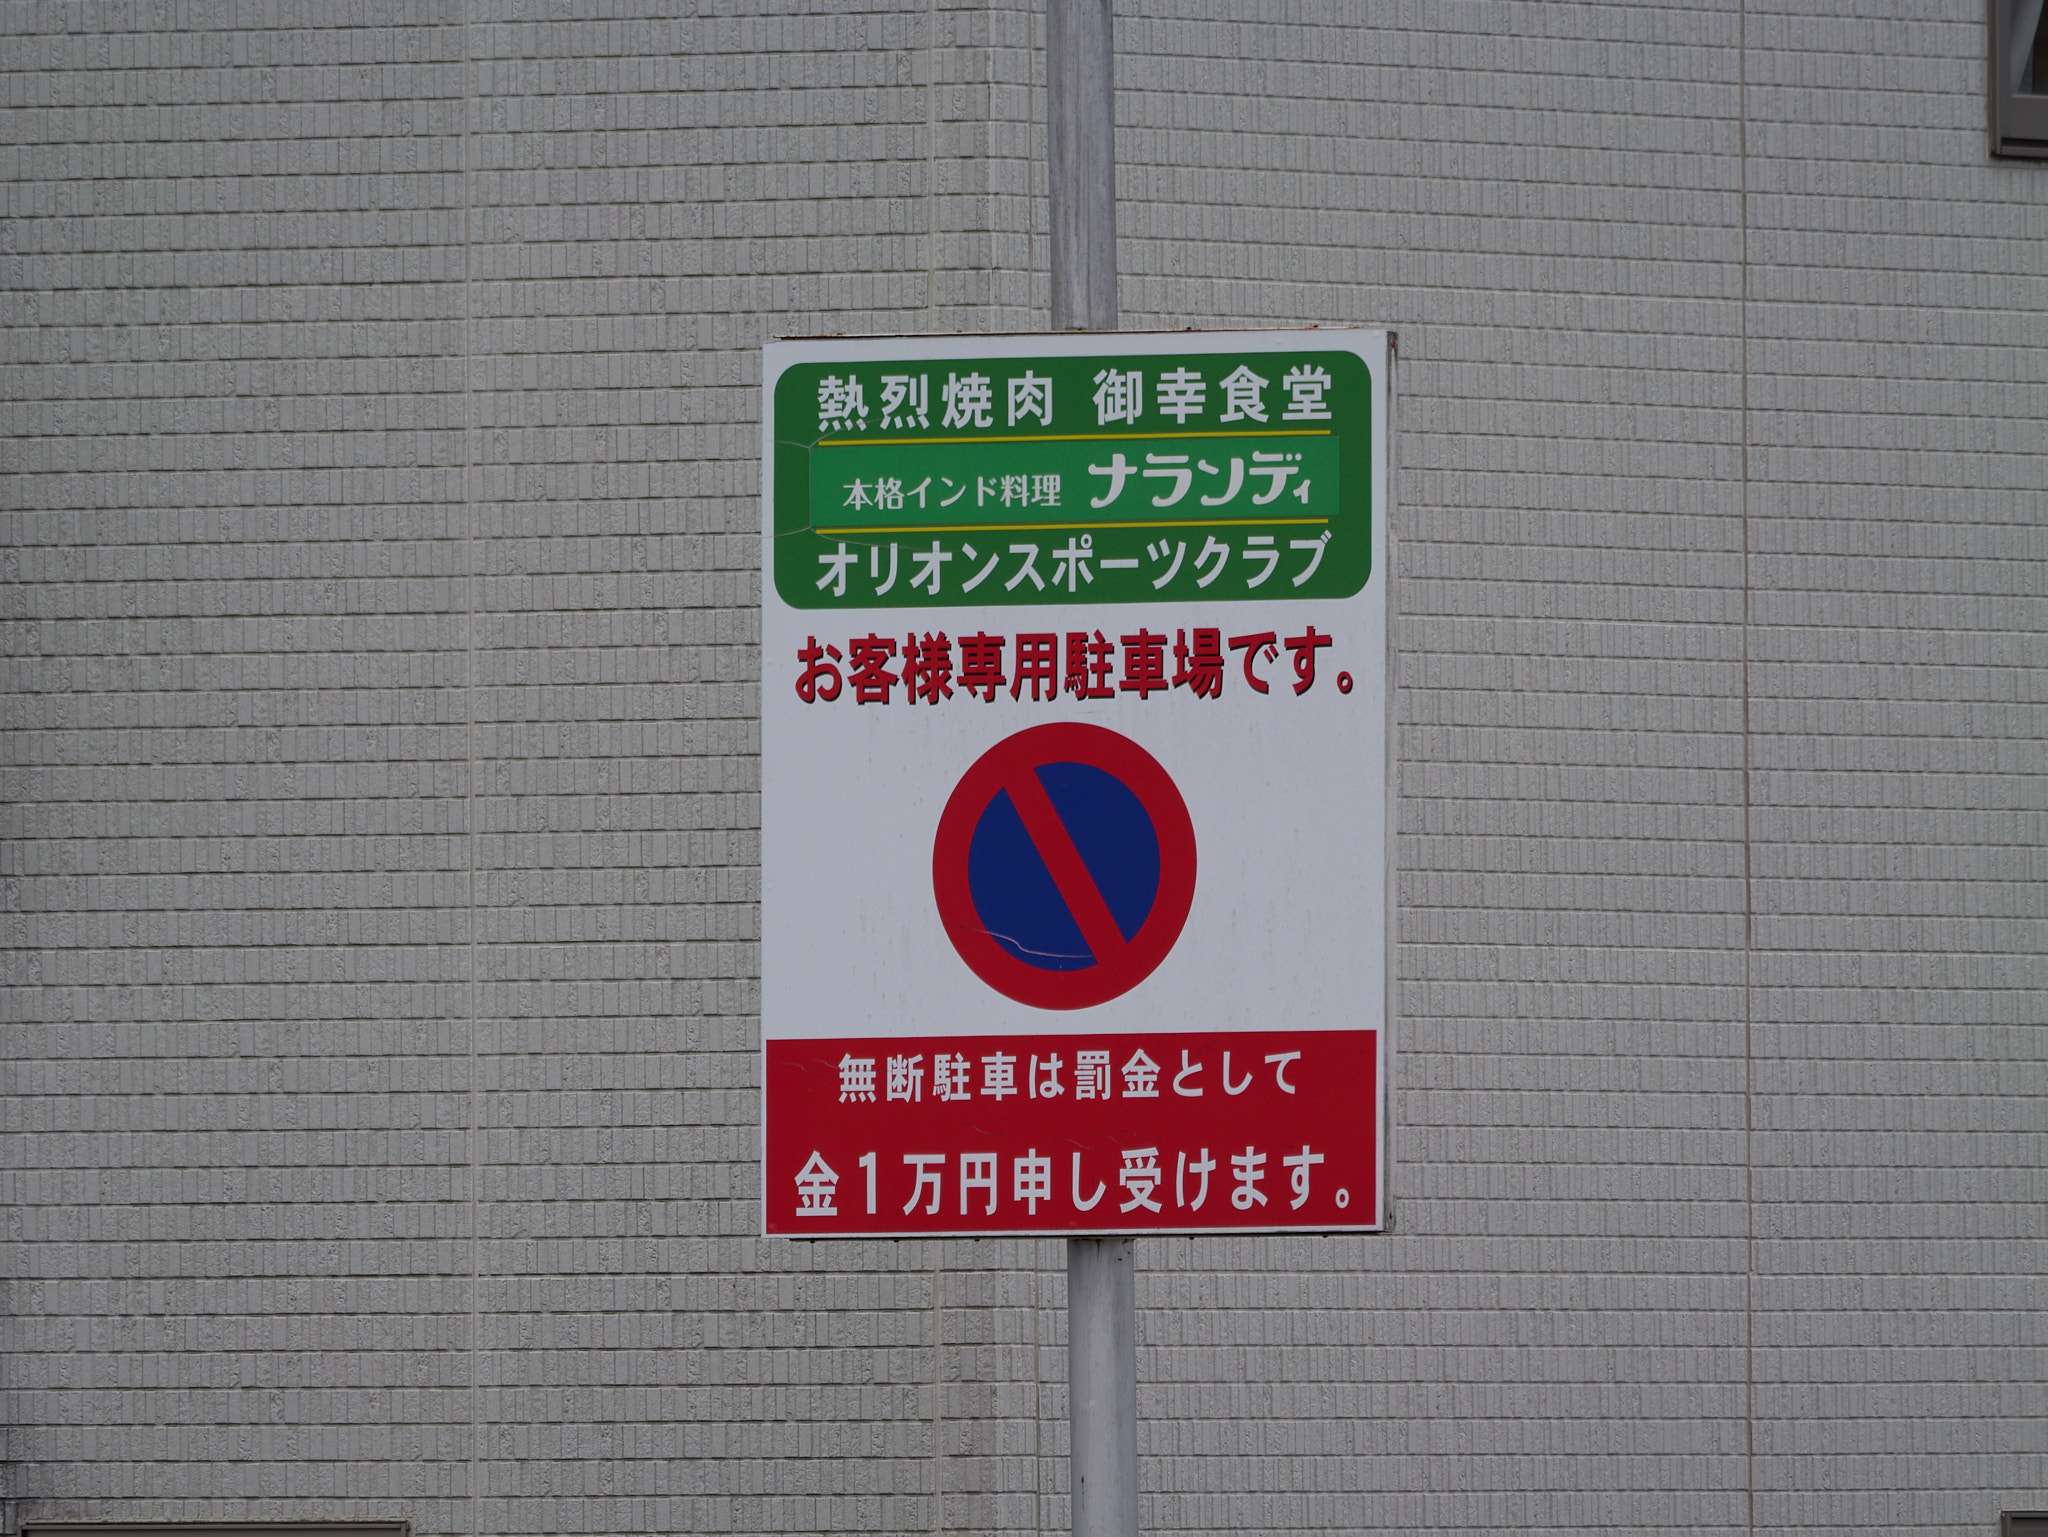 熱烈焼肉 御幸食堂
本格インド料理 ナランディ
オリオンスポーツクラブ
お客様専用駐車場です。
無断駐車は罰金として
金1万円申し受けます。